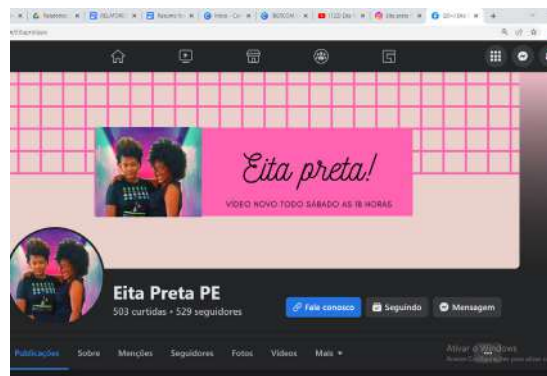 Eita preta!
VÍDEO NOVO TODO SÁBADO AS 18 HORAS
Eita Preta PE
503 curtidas • 529 seguidores
Fale conosco
Seguindo
Mensagem
Publicações Sobre Menções Seguidores Fotos Vídeos Mais
Ativar o Windows